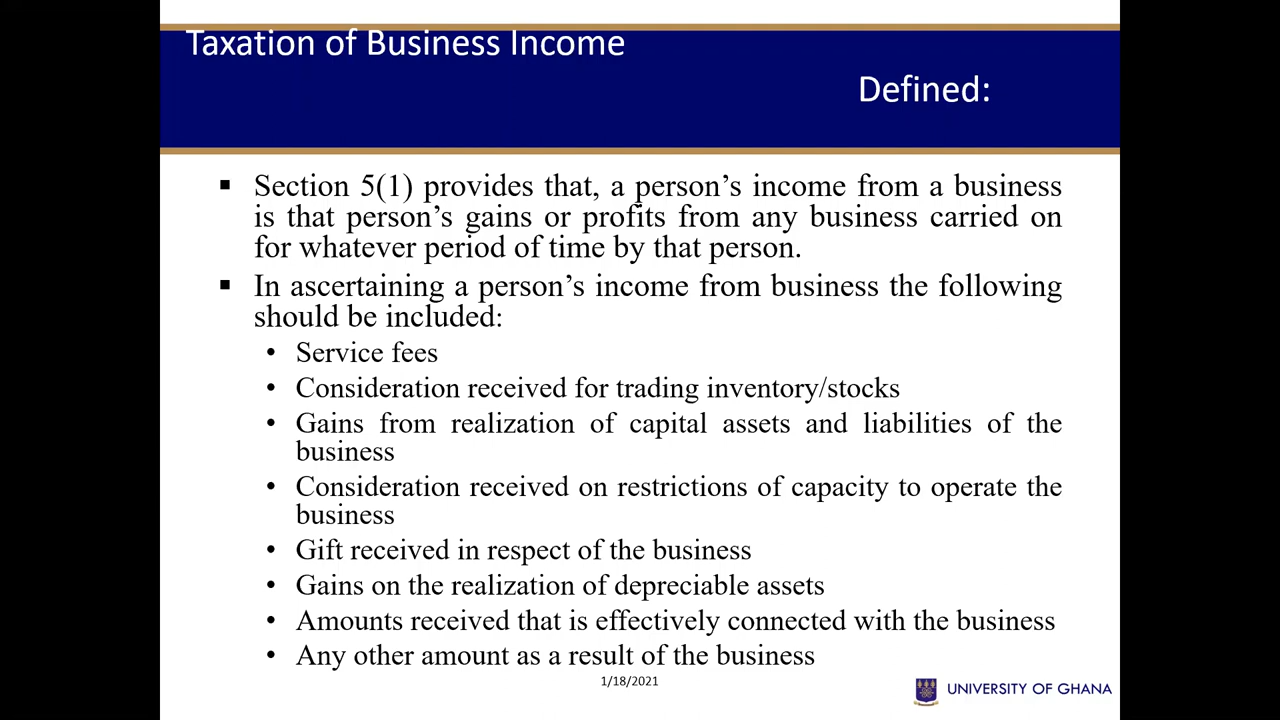 Taxation of Business Income
Defined:
▪ Section 5(1) provides that, a person's income from a business
is that person's gains or profits from any business carried on
for whatever period of time by that person.
▪ In ascertaining a person's income from business the following
should be included:
• Service fees
• Consideration received for trading inventory/stocks
• Gains from realization of capital assets and liabilities of the
business
• Consideration received on restrictions of capacity to operate the
business
• Gift received in respect of the business
• Gains on the realization of depreciable assets
• Amounts received that is effectively connected with the business
• Any other amount as a result of the business
1/18/2021
UNIVERSITY OF GHANA